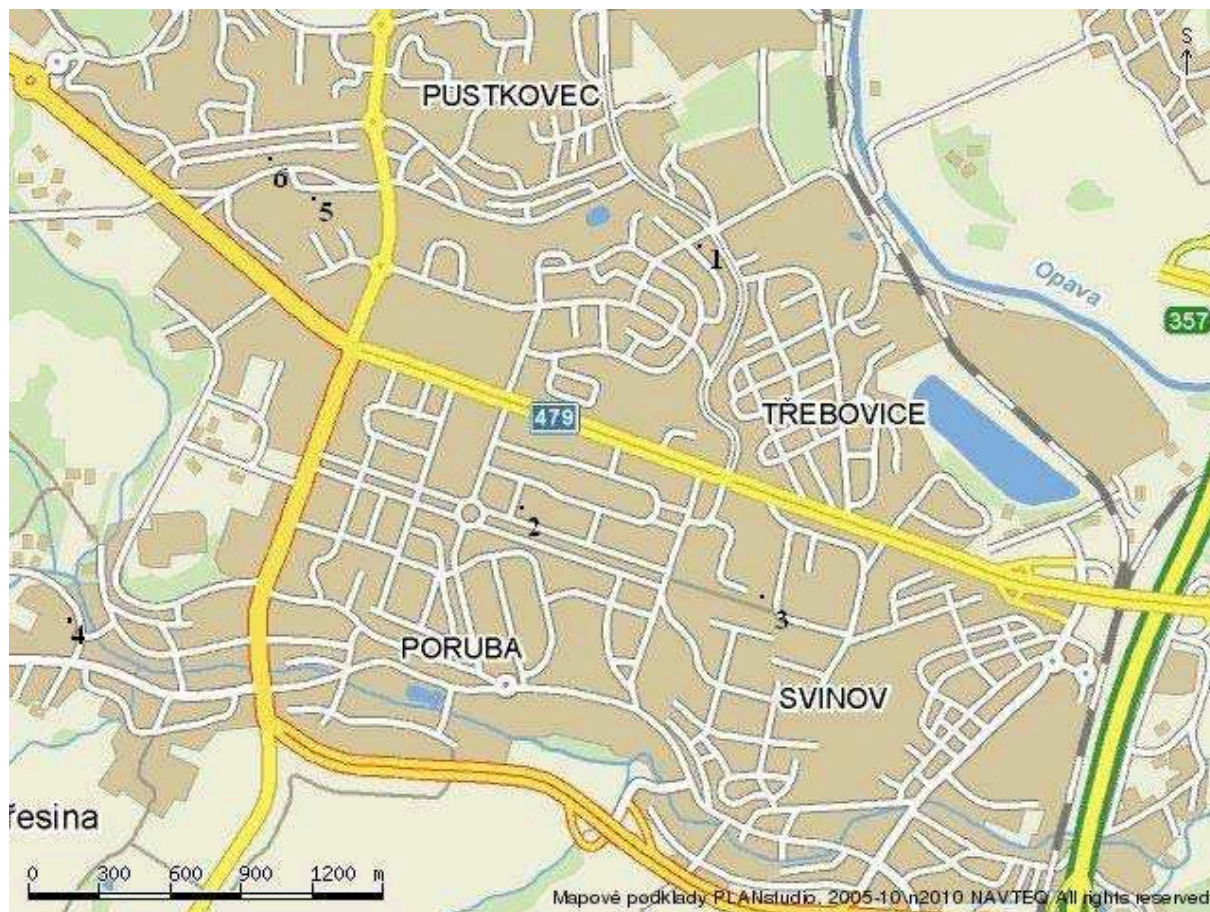 S
PUSTKOVEC
6
5
1
Opava
357
TŘEBOVICE
479
2
3
4
PORUBA
SVINOV
řesina
0 300 600 900 1200 m
Mapové podklady PLANstudio, 2005-10\n2010 NAVTEQ All rights reserved